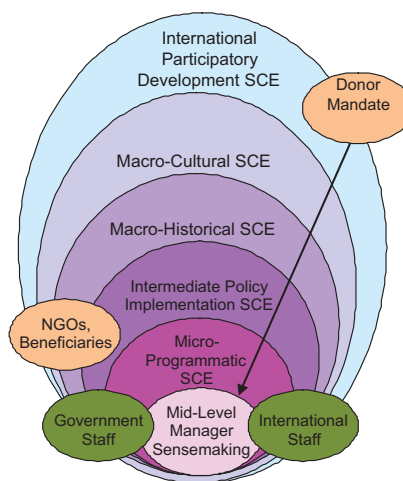 International
Participatory
Development SCE
Donor
Mandate
Macro-Cultural SCE
Macro-Historical SCE
Intermediate Policy
Implementation SCE
NGOs,
Beneficiaries
Micro-
Programmatic
SCE
Government
Staff
Mid-Level
Manager
Sensemaking
International
Staff